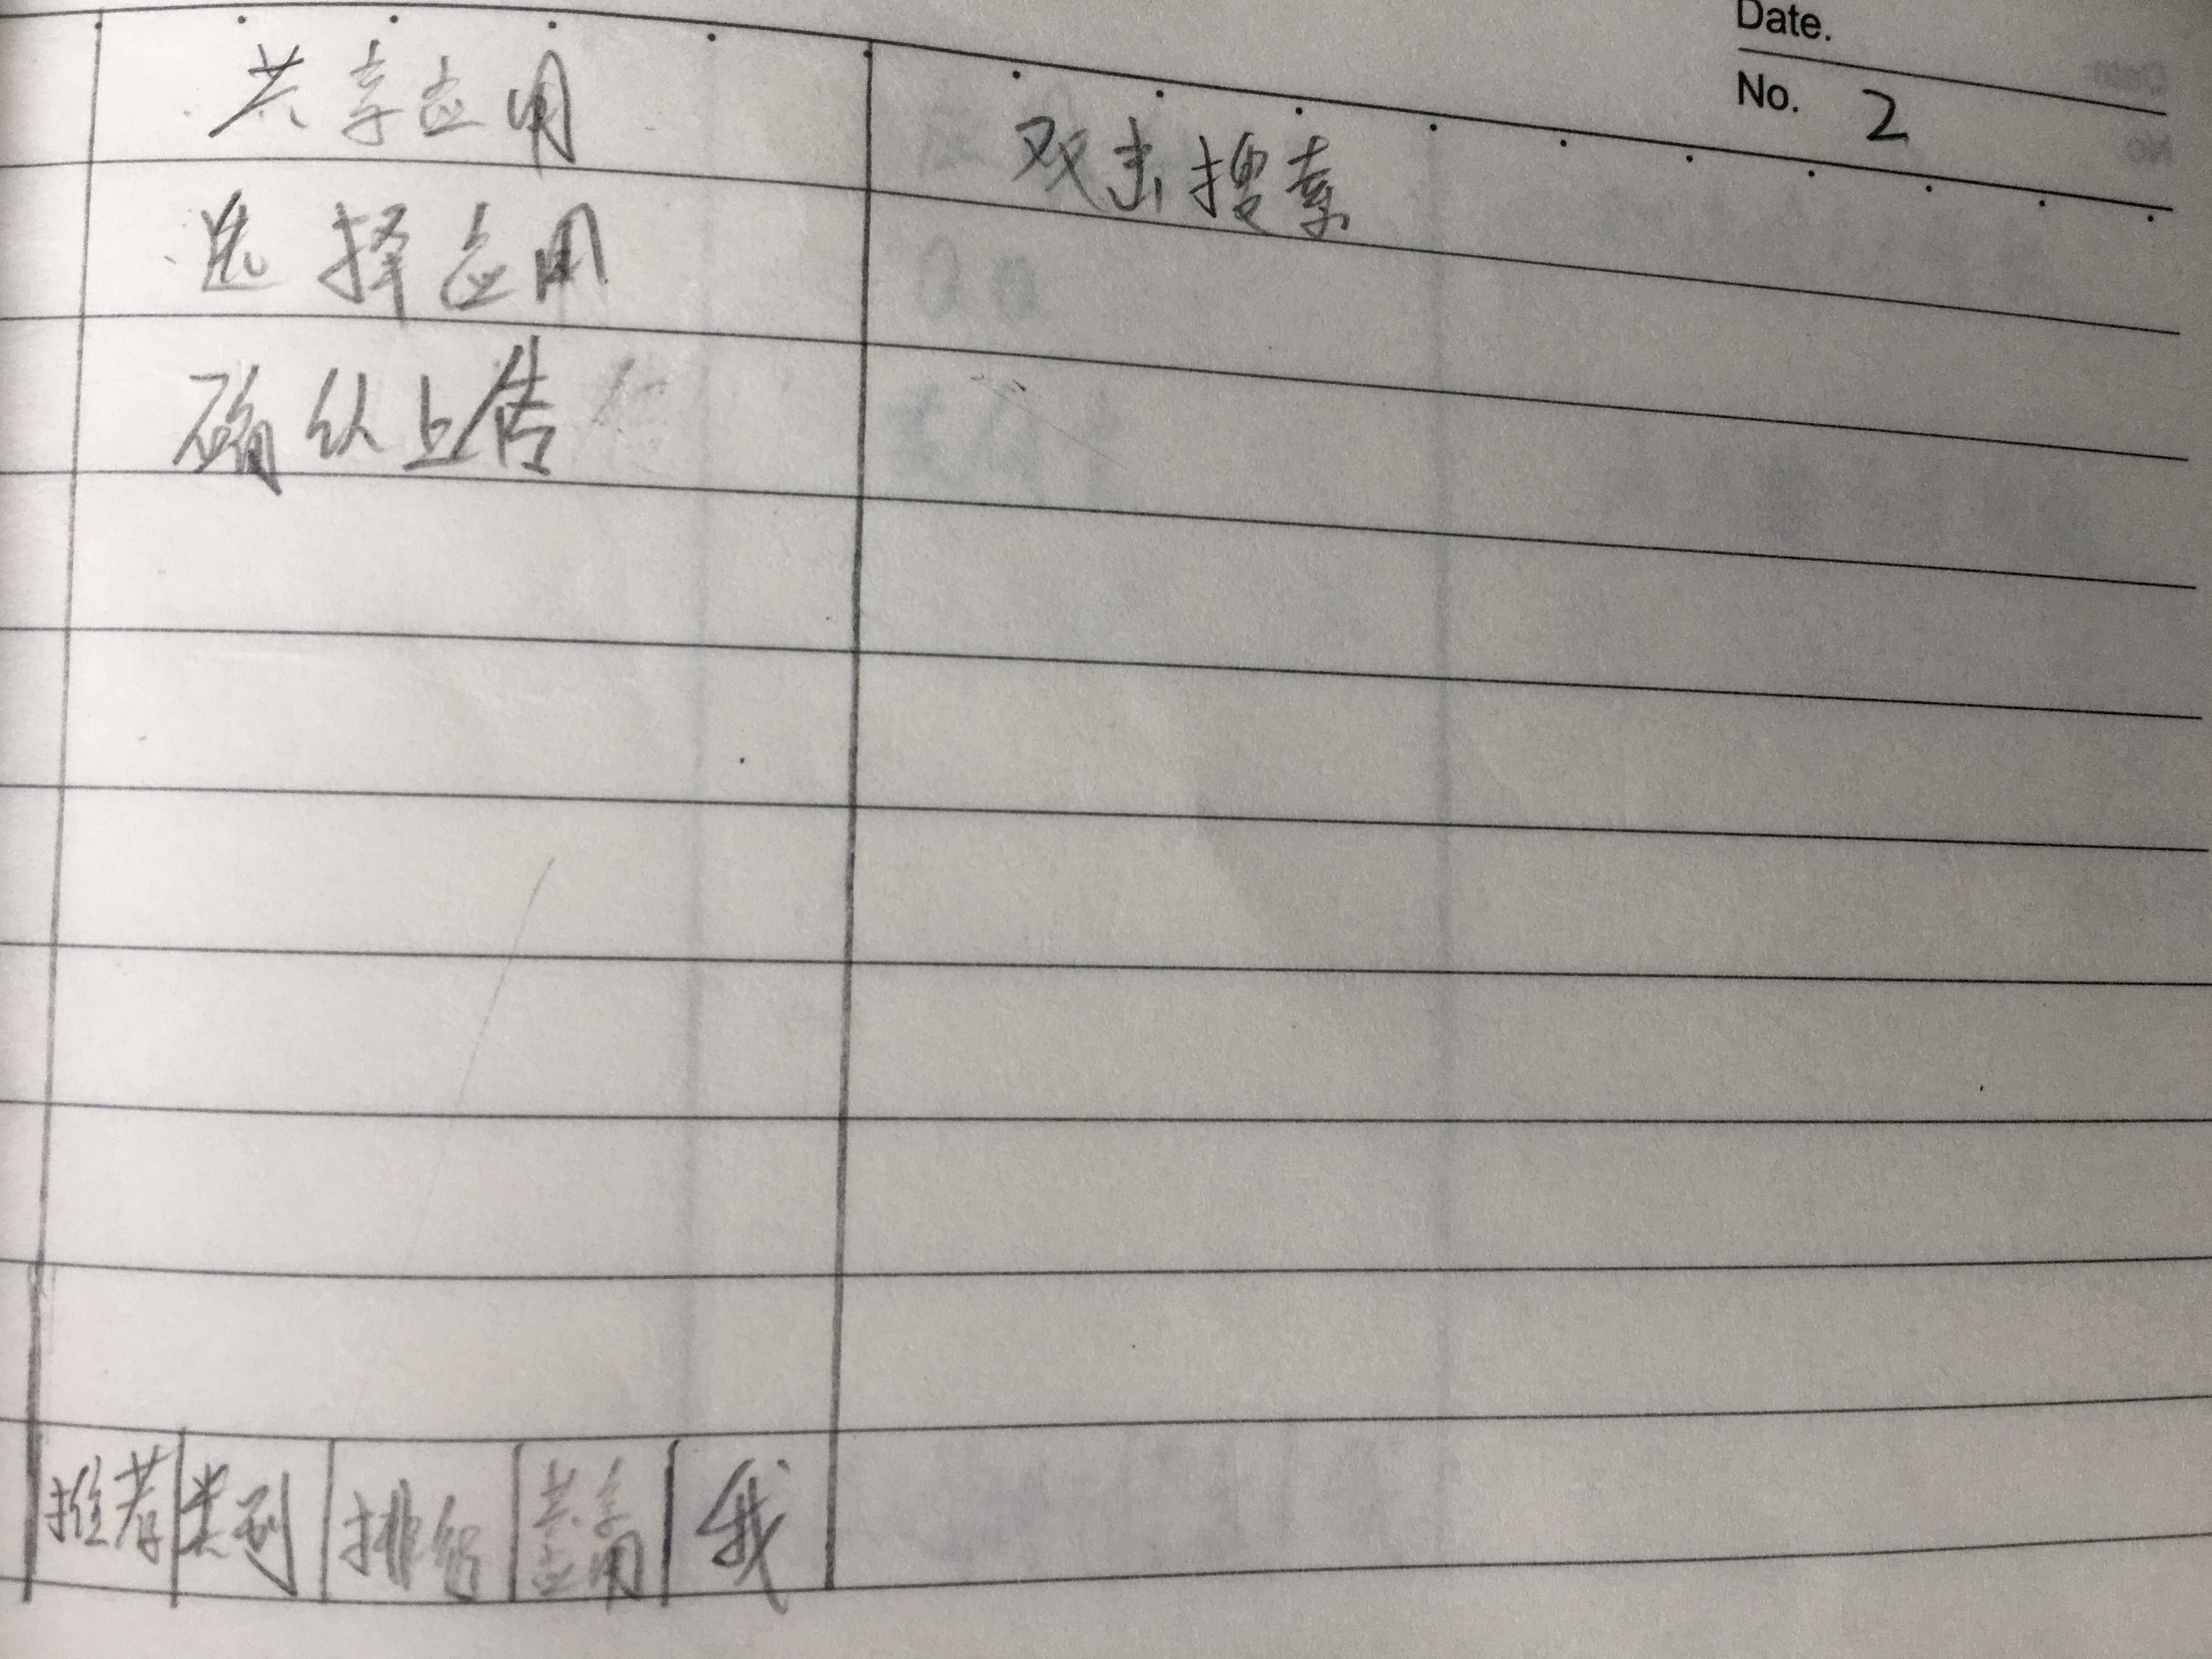 Date.
No. 2
共享应用
双击搜索
选择应用
确认上传
推荐 类别 排名 共享应用 我